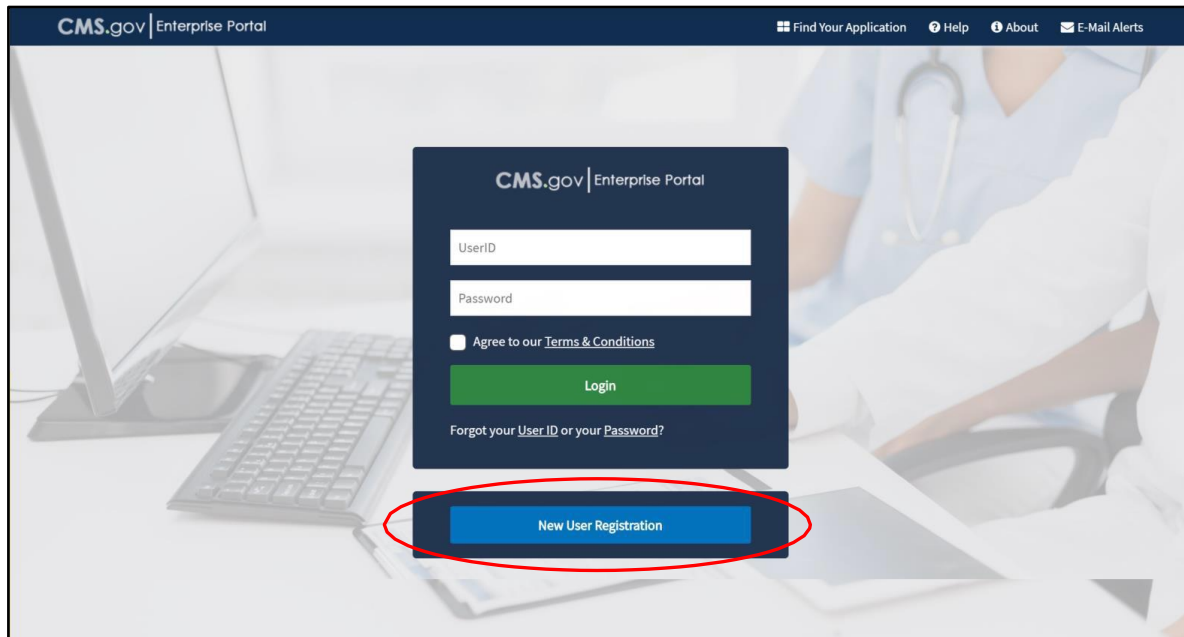 CMS.gov | Enterprise Portal
Find Your Application Help About E-Mail Alerts
CMS.gov | Enterprise Portal
UserID
Password
Agree to our Terms & Conditions
Login
Forgot your User ID or your Password?
New User Registration